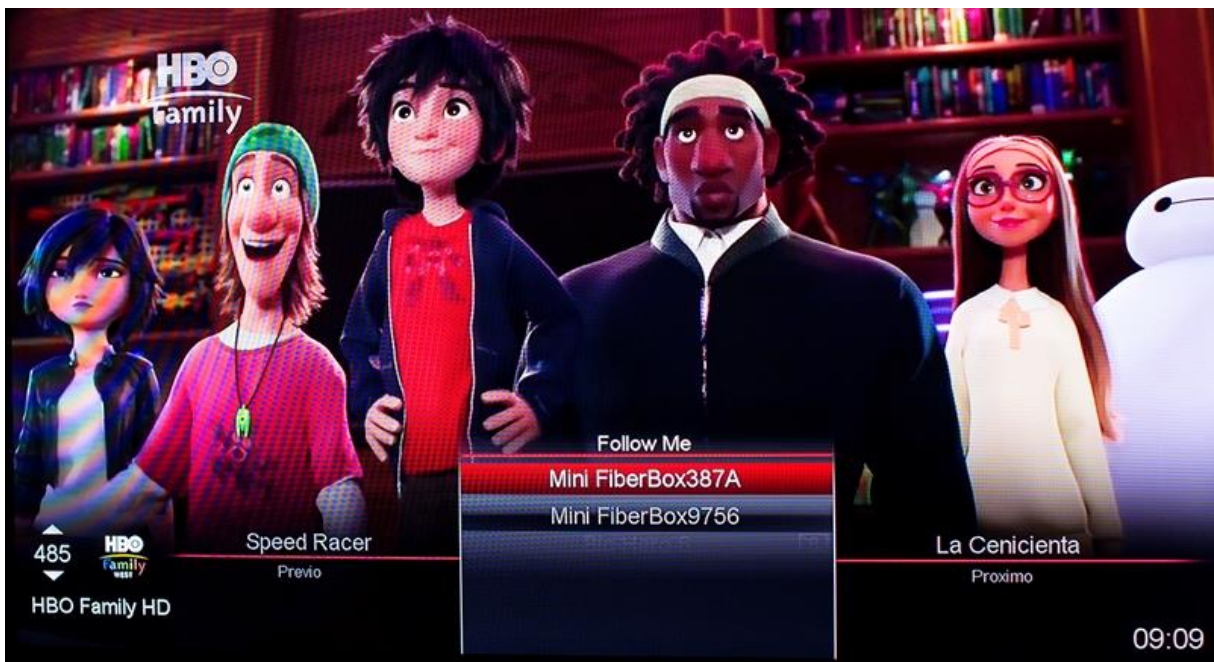 HBO
Family
Follow Me
Mini FiberBox387A
Mini FiberBox9756
485
HBO
Family
WEST
HBO Family HD
Speed Racer
Previo
La Cenicienta
Proximo
09:09